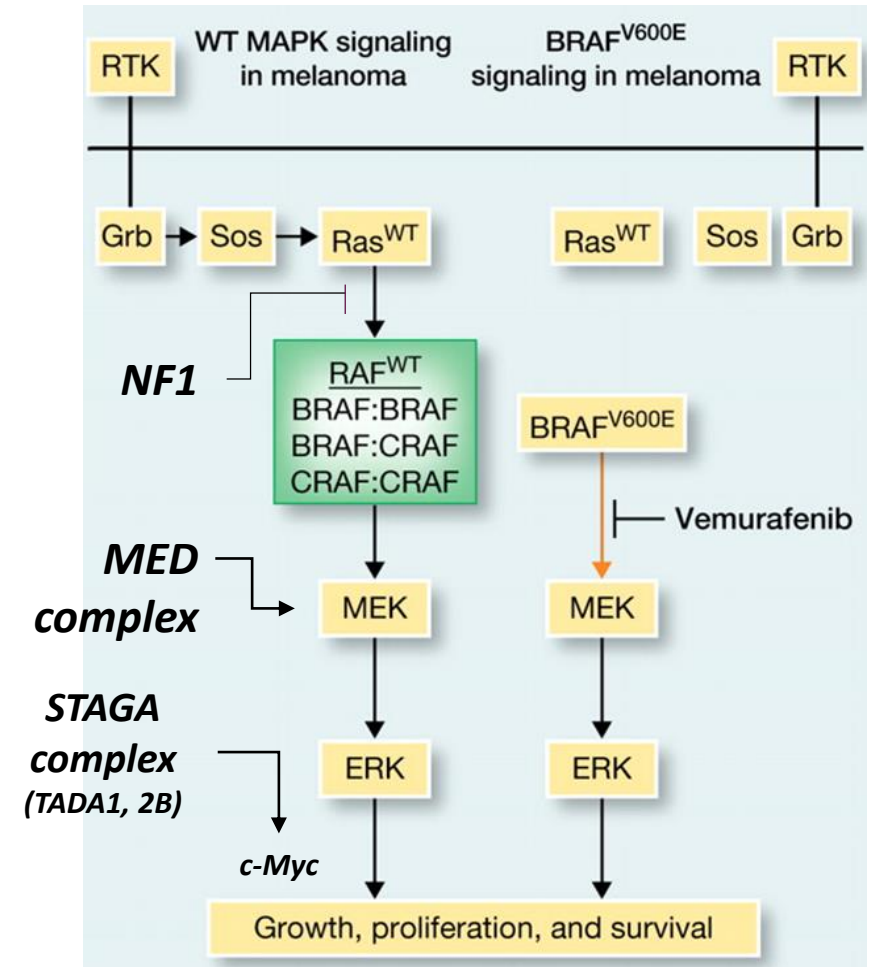 WT MAPK signaling
in melanoma
BRAFV600E
signaling in melanoma
RTK
RTK
Grb
Sos
RasWT
RasWT
Sos
Grb
NF1
RAFWT
BRAF:BRAF
BRAF:CRAF
CRAF:CRAF
BRAFV600E
Vemurafenib
MED
complex
MEK
MEK
STAGA
complex
(TADA1, 2B)
ERK
ERK
c-Myc
Growth, proliferation, and survival